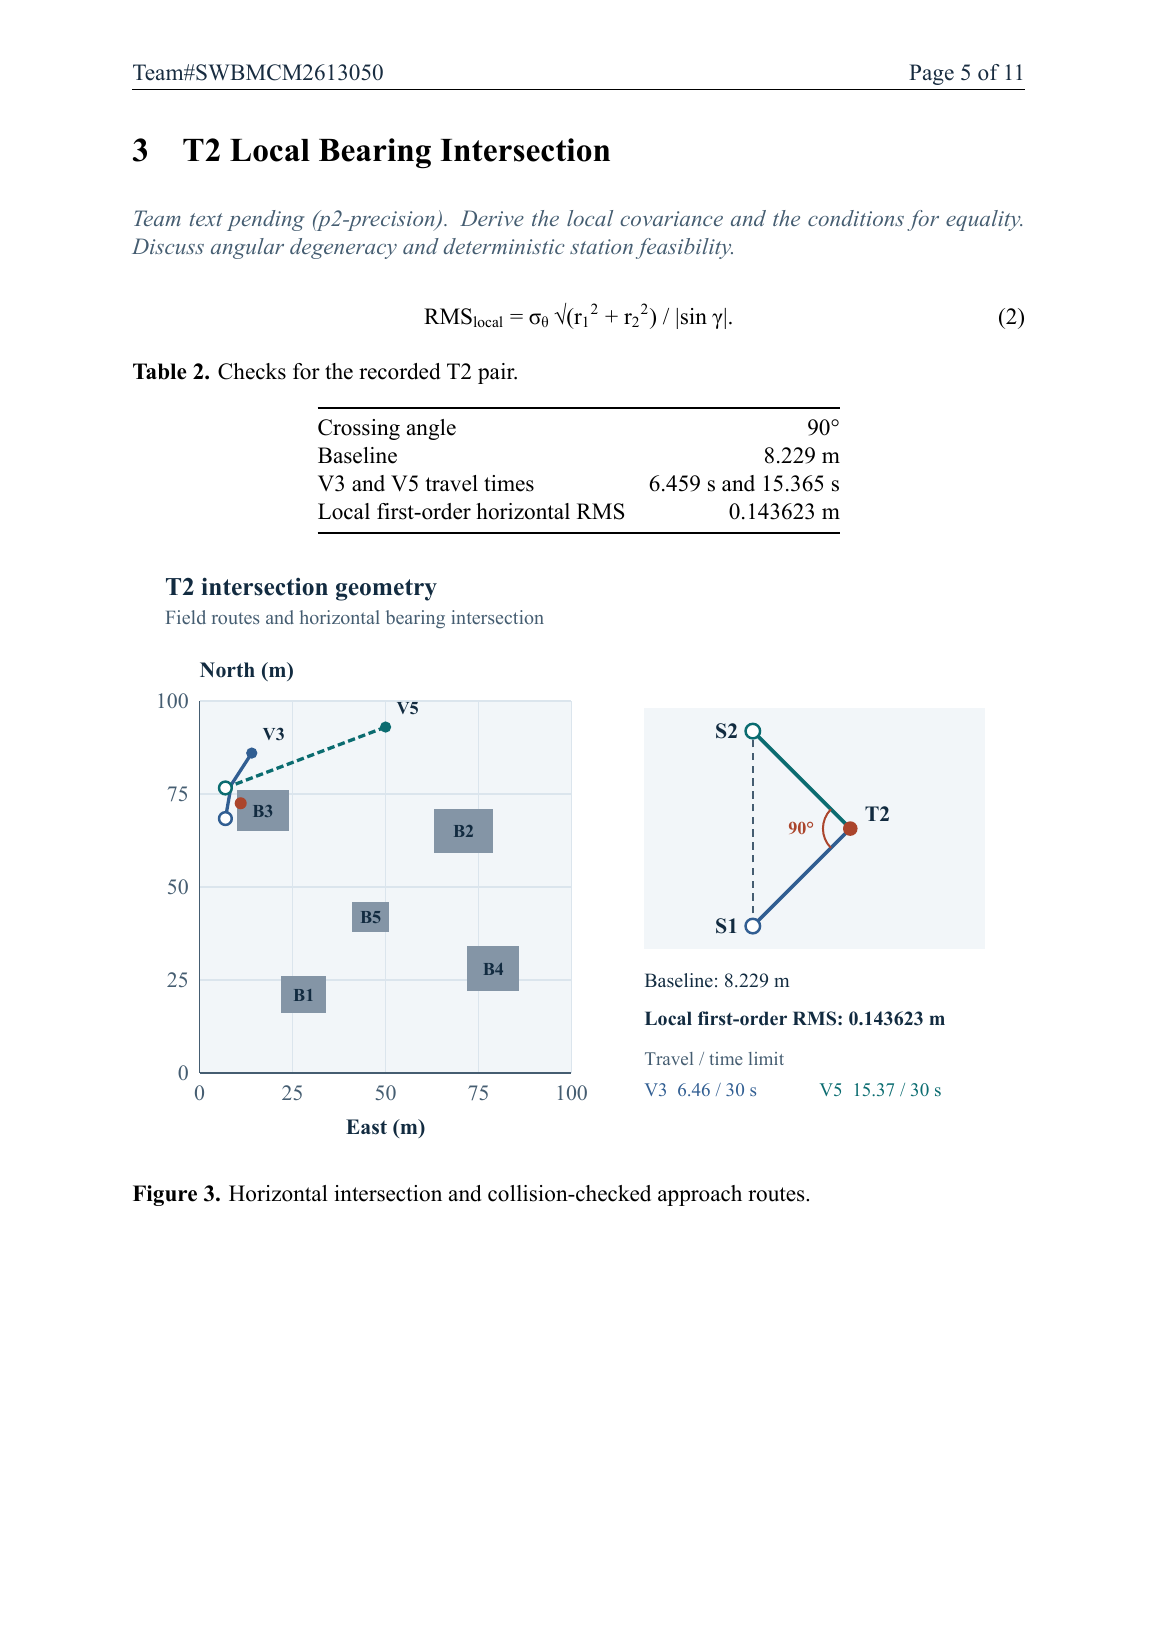 Team#SWBMCM2613050 Page 5 of 11
3 T2 Local Bearing Intersection
Team text pending (p2-precision). Derive the local covariance and the conditions for equality.
Discuss angular degeneracy and deterministic station feasibility.
RMS_local = σ_θ √(r₁² + r₂²) / |sin γ|. (2)
Table 2. Checks for the recorded T2 pair.
Crossing angle 90°
Baseline 8.229 m
V3 and V5 travel times 6.459 s and 15.365 s
Local first-order horizontal RMS 0.143623 m
T2 intersection geometry
Field routes and horizontal bearing intersection
North (m)
100
75
50
25
0
0 25 50 75 100
East (m)
V5
V3
B3
B2
B5
B4
B1
S2
T2
90°
S1
Baseline: 8.229 m
Local first-order RMS: 0.143623 m
Travel / time limit
V3 6.46 / 30 s V5 15.37 / 30 s
Figure 3. Horizontal intersection and collision-checked approach routes.